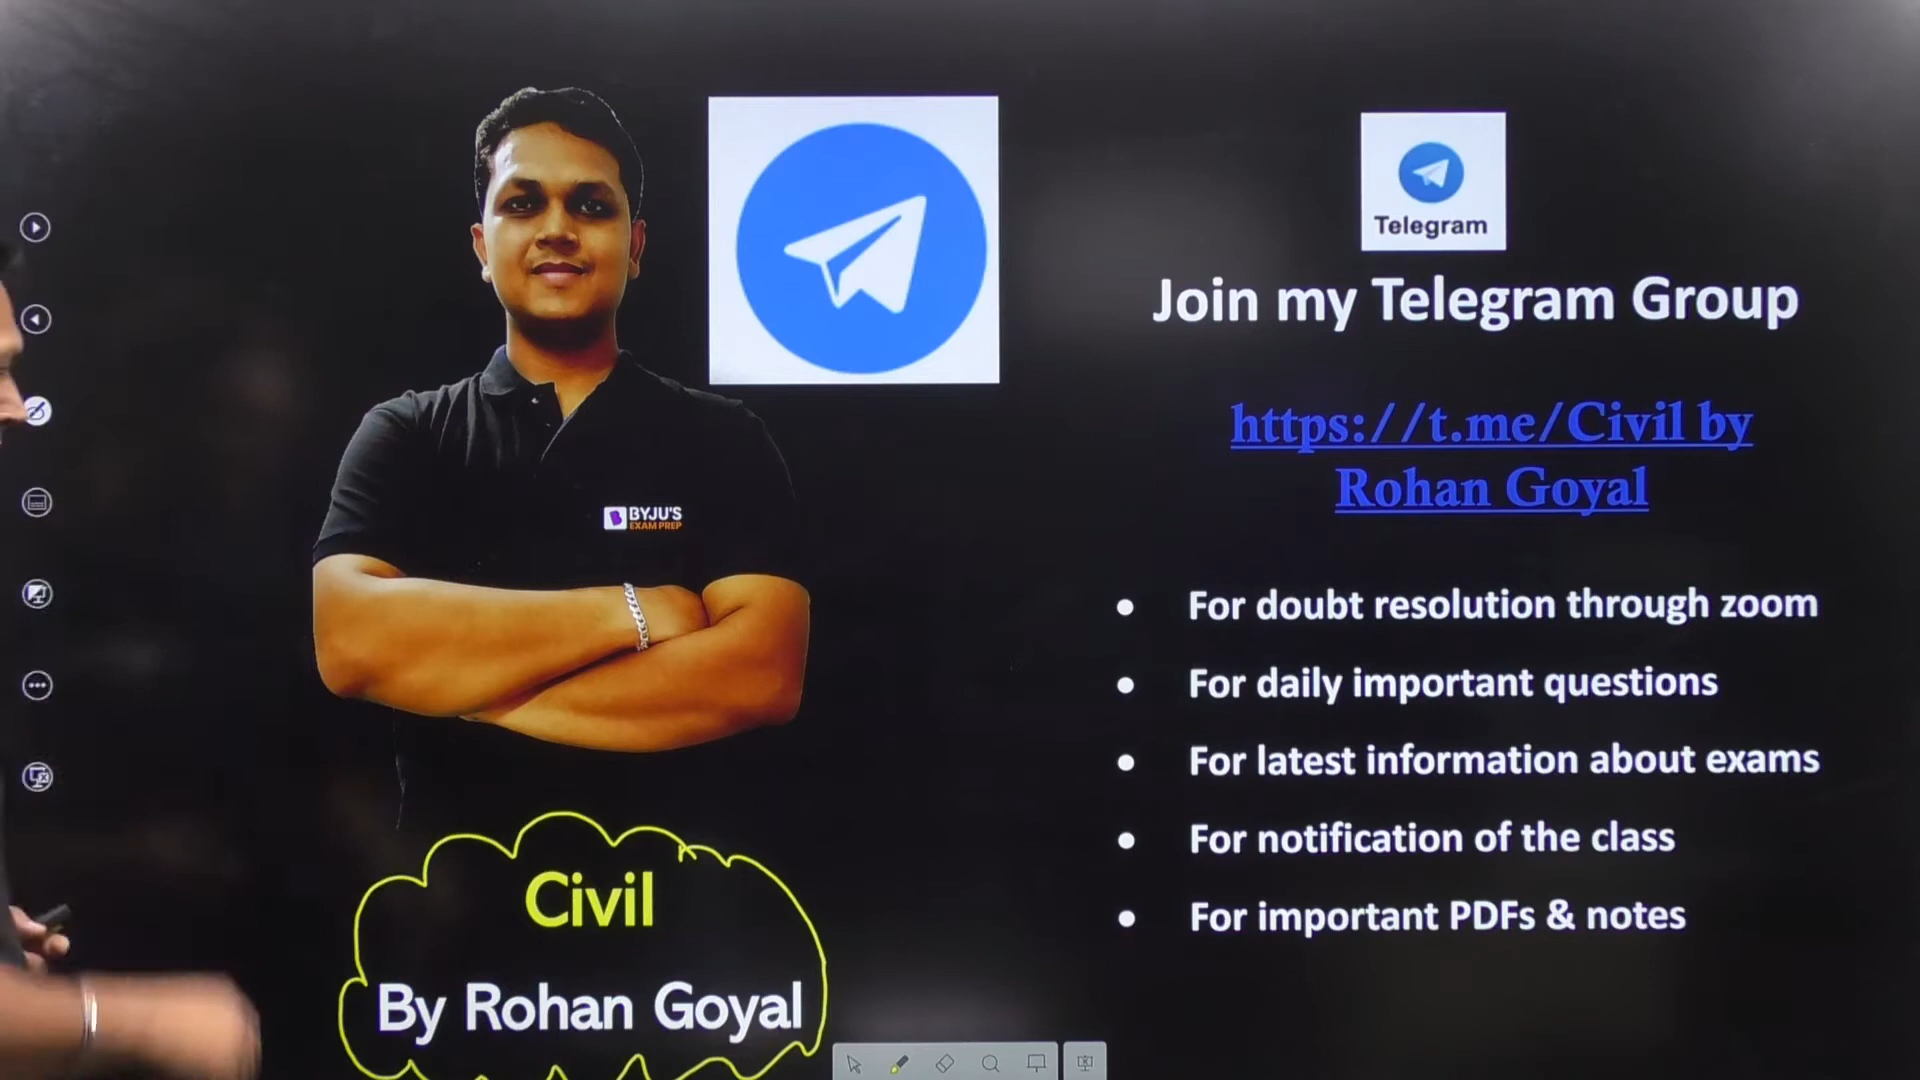 Telegram
Join my Telegram Group
https://t.me/Civil by
Rohan Goyal
BYJU'S
EXAM PREP
• For doubt resolution through zoom
• For daily important questions
• For latest information about exams
• For notification of the class
• For important PDFs & notes
Civil
By Rohan Goyal